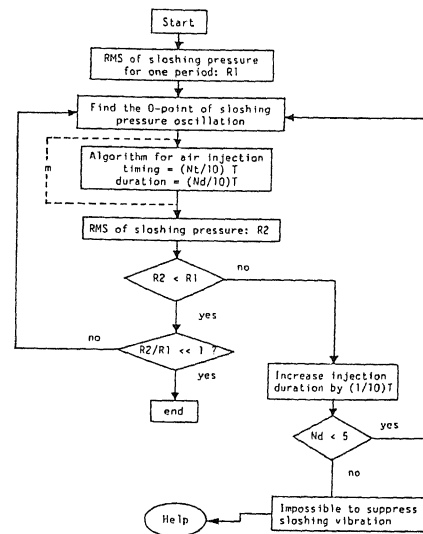 Start
RMS of sloshing pressure
for one period: R1
Find the 0-point of sloshing
pressure oscillation
m
Algorithm for air injection
timing = (Nt/10) T
duration = (Nd/10)T
RMS of sloshing pressure: R2
R2 < R1
no
yes
no
R2/R1 << 1 ?
yes
end
Increase injection
duration by (1/10)T
Nd < 5
yes
no
Impossible to suppress
sloshing vibration
Help